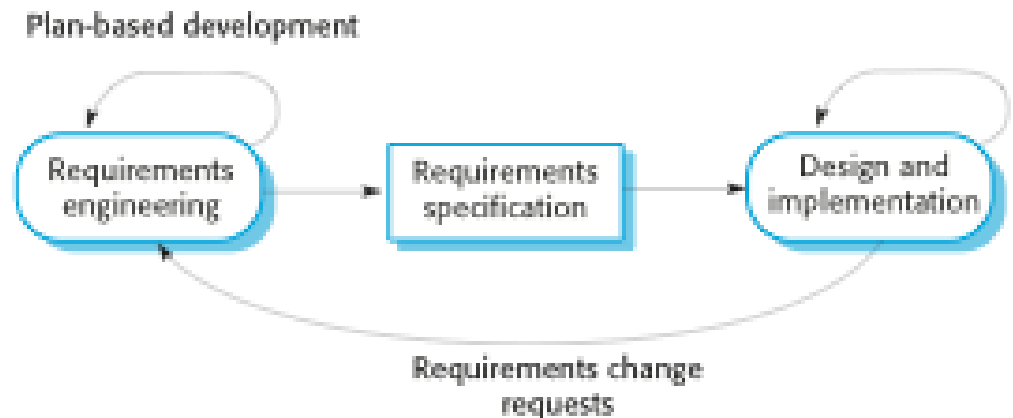 Plan-based development
Requirements
engineering
Requirements
specification
Design and
implementation
Requirements change
requests